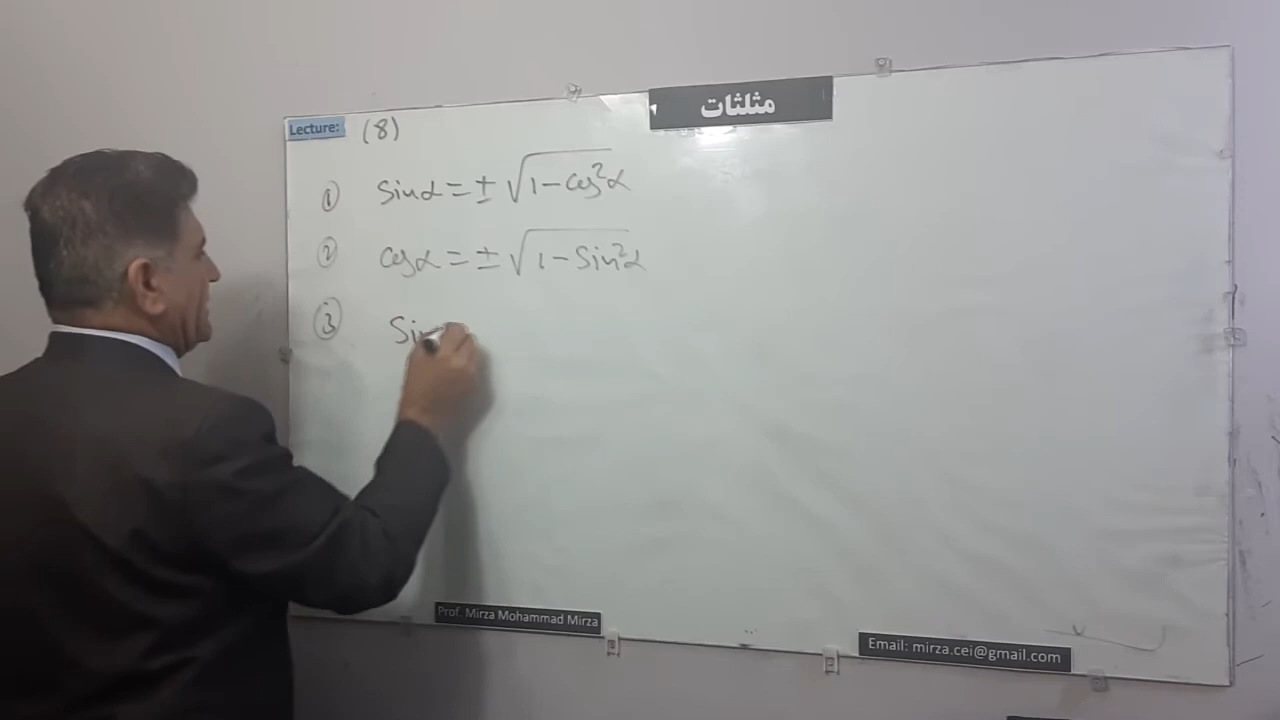 مثلثات
Lecture: (8)
① Sinα = ± √1 - Cos²α
② Cosα = ± √1 - Sin²α
③ Sin
Prof. Mirza Mohammad Mirza
Email: mirza.cei@gmail.com